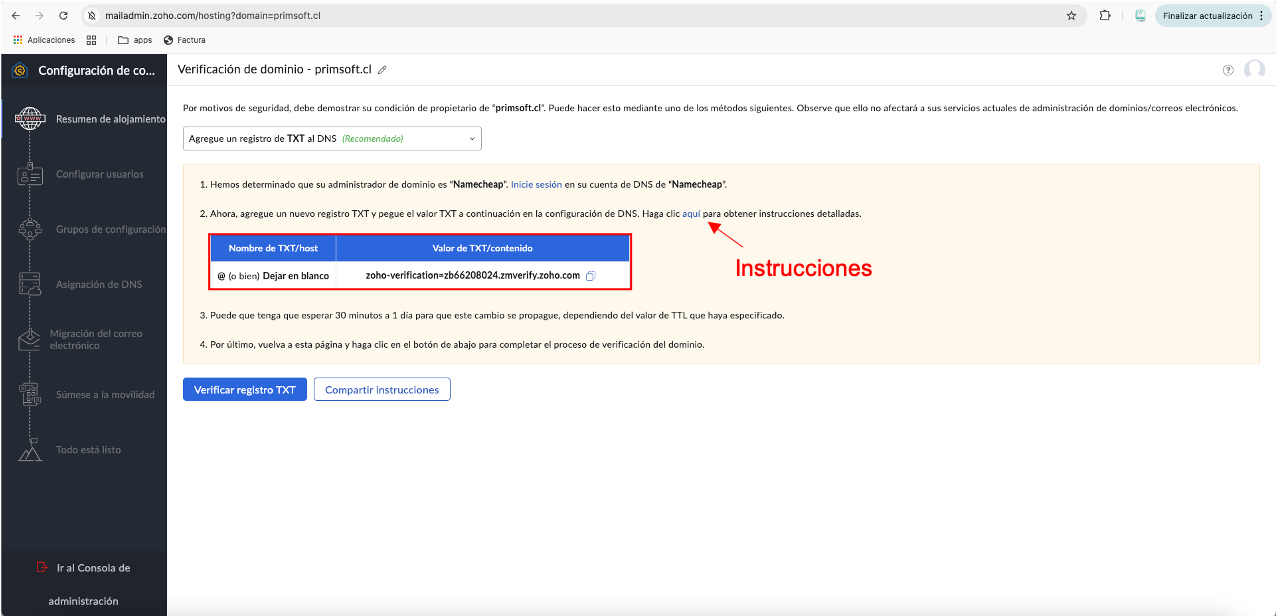 mailadmin.zoho.com/hosting?domain=primsoft.cl
Finalizar actualización
Aplicaciones
apps
Factura
Configuración de co...
Verificación de dominio - primsoft.cl
?
WWW
Resumen de alojamiento
Configurar usuarios
Grupos de configuración
Asignación de DNS
Migración del correo
electrónico
Súmese a la movilidad
Todo está listo
Ir al Consola de
administración
Por motivos de seguridad, debe demostrar su condición de propietario de "primsoft.cl". Puede hacer esto mediante uno de los métodos siguientes. Observe que ello no afectará a sus servicios actuales de administración de dominios/correos electrónicos.
Agregue un registro de TXT al DNS (Recomendado)
1. Hemos determinado que su administrador de dominio es "Namecheap". Inicie sesión en su cuenta de DNS de "Namecheap".
2. Ahora, agregue un nuevo registro TXT y pegue el valor TXT a continuación en la configuración de DNS. Haga clic aquí para obtener instrucciones detalladas.
Nombre de TXT/host
Valor de TXT/contenido
@ (o bien) Dejar en blanco
zoho-verification=zb66208024.zmverify.zoho.com
Instrucciones
3. Puede que tenga que esperar 30 minutos a 1 día para que este cambio se propague, dependiendo del valor de TTL que haya especificado.
4. Por último, vuelva a esta página y haga clic en el botón de abajo para completar el proceso de verificación del dominio.
Verificar registro TXT
Compartir instrucciones